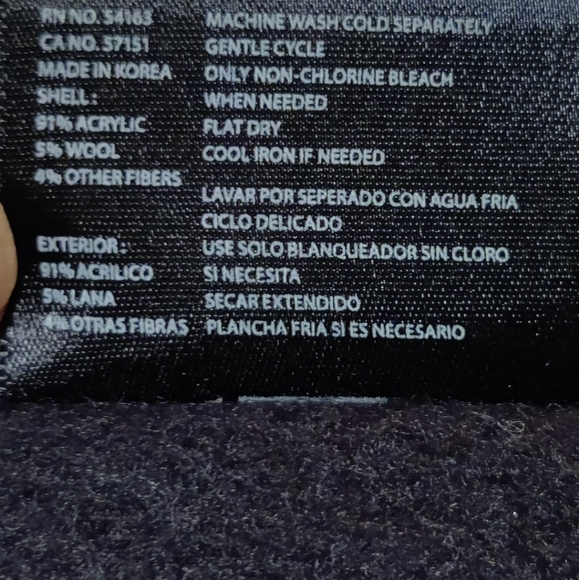 RN NO. 54163
CA NO. 57151
MADE IN KOREA
SHELL:
91% ACRYLIC
5% WOOL
4% OTHER FIBERS
EXTERIOR:
91% ACRILICO
5% LANA
4% OTRAS FIBRAS
MACHINE WASH COLD SEPARATELY
GENTLE CYCLE
ONLY NON-CHLORINE BLEACH
WHEN NEEDED
FLAT DRY
COOL IRON IF NEEDED
LAVAR POR SEPERADO CON AGUA FRIA
CICLO DELICADO
USE SOLO BLANQUEADOR SIN CLORO
SI NECESITA
SECAR EXTENDIDO
PLANCHA FRIA SI ES NECESARIO